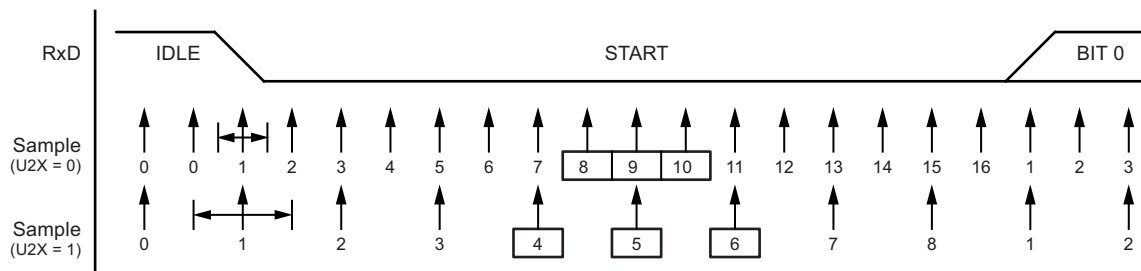 RxD IDLE START BIT 0
Sample
(U2X = 0)
0 0 1 2 3 4 5 6 7 8 9 10 11 12 13 14 15 16 1 2 3
Sample
(U2X = 1)
0 1 2 3 4 5 6 7 8 1 2